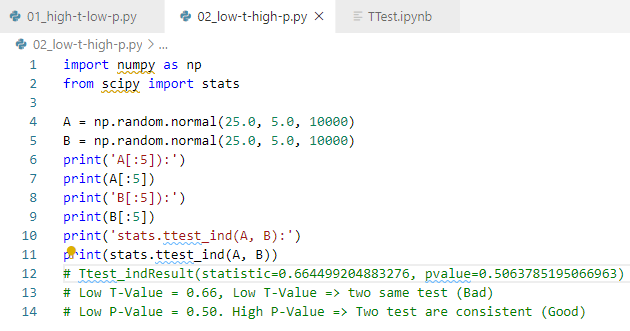 01_high-t-low-p.py 02_low-t-high-p.py TTest.ipynb
02_low-t-high-p.py > ...
1 import numpy as np
2 from scipy import stats
3
4 A = np.random.normal(25.0, 5.0, 10000)
5 B = np.random.normal(25.0, 5.0, 10000)
6 print('A[:5]):')
7 print(A[:5])
8 print('B[:5]):')
9 print(B[:5])
10 print('stats.ttest_ind(A, B):')
11 print(stats.ttest_ind(A, B))
12 # Ttest_indResult(statistic=0.664499204883276, pvalue=0.5063785195066963)
13 # Low T-Value = 0.66, Low T-Value => two same test (Bad)
14 # Low P-Value = 0.50. High P-Value => Two test are consistent (Good)